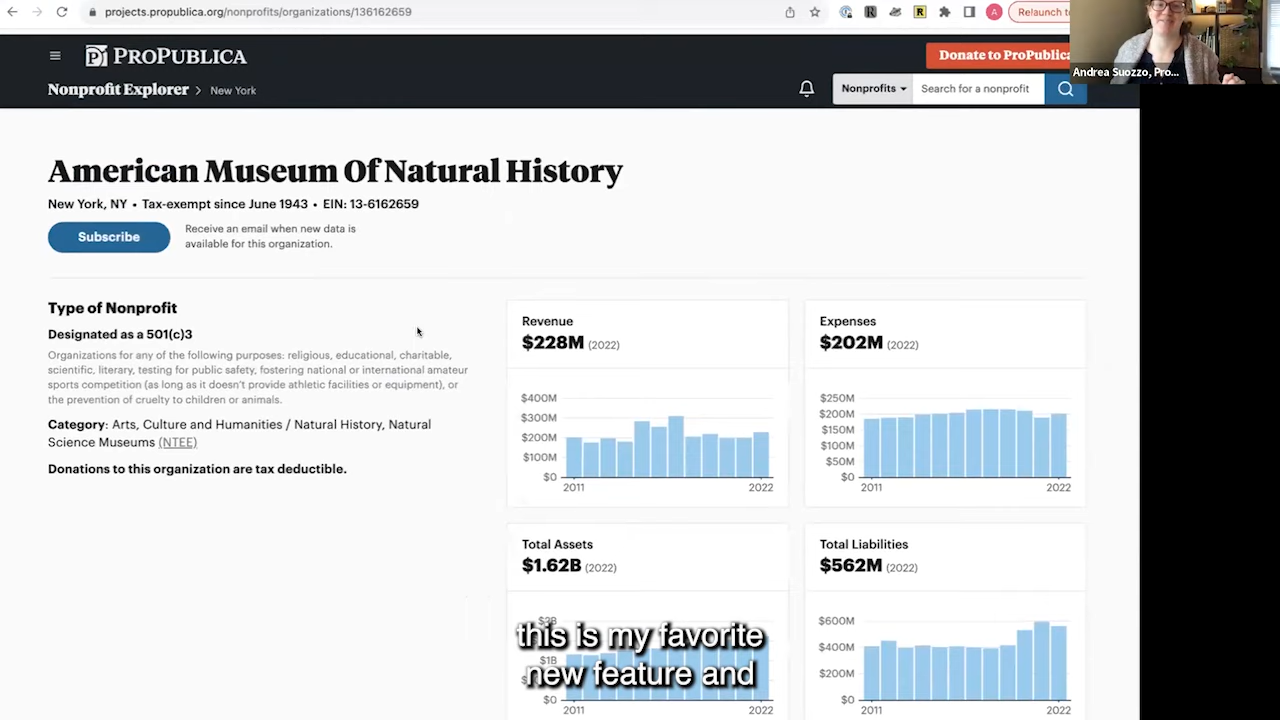 projects.propublica.org/nonprofits/organizations/136162659
A
Relaunch to
PROPUBLICA
Donate to ProPublica
Andrea Suozzo, Pro...
Nonprofit Explorer > New York
Nonprofits
Search for a nonprofit
American Museum Of Natural History
New York, NY • Tax-exempt since June 1943 • EIN: 13-6162659
Subscribe
Receive an email when new data is
available for this organization.
Type of Nonprofit
Designated as a 501(c)3
Organizations for any of the following purposes: religious, educational, charitable,
scientific, literary, testing for public safety, fostering national or international amateur
sports competition (as long as it doesn't provide athletic facilities or equipment), or
the prevention of cruelty to children or animals.
Category: Arts, Culture and Humanities / Natural History, Natural
Science Museums (NTEE)
Donations to this organization are tax deductible.
Revenue
$228M (2022)
$400M
$300M
$200M
$100M
$0
2011 2022
Expenses
$202M (2022)
$250M
$200M
$150M
$100M
$50M
$0
2011 2022
Total Assets
$1.62B (2022)
$1B
$0
2011 2022
Total Liabilities
$562M (2022)
$600M
$400M
$200M
$0
2011 2022
this is my favorite
new feature and